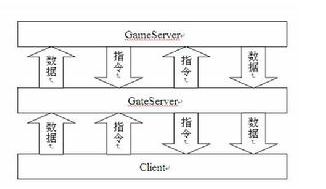 GameServer
数据 指令 指令 数据
GateServer
数据 指令 指令 数据
Client